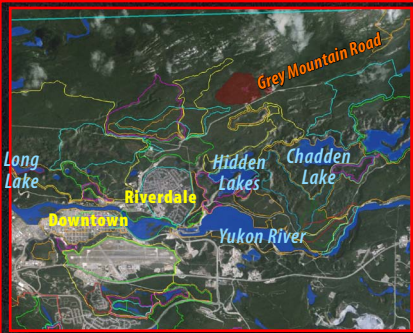 Grey Mountain Road
Long
Lake
Hidden
Lakes
Chadden
Lake
Riverdale
Downtown
Yukon River